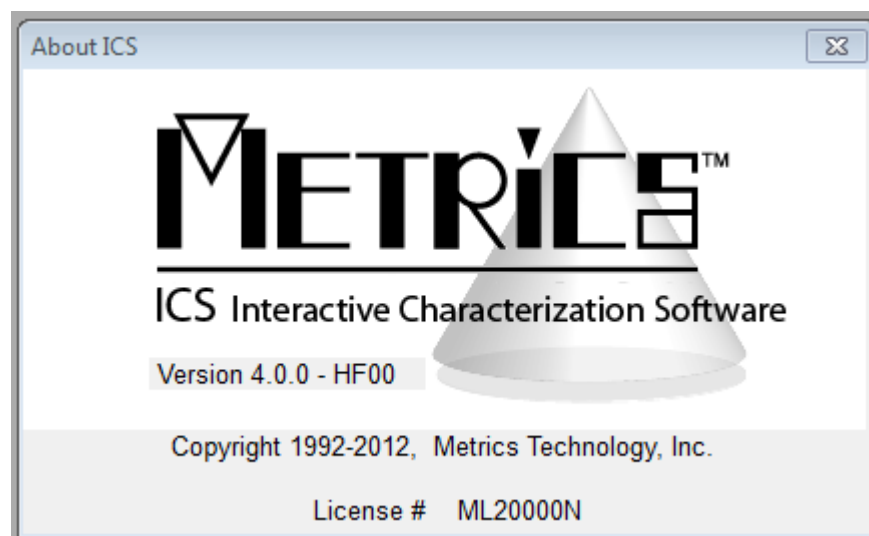 About ICS
METRiCS™
ICS Interactive Characterization Software
Version 4.0.0 - HF00
Copyright 1992-2012, Metrics Technology, Inc.
License # ML20000N